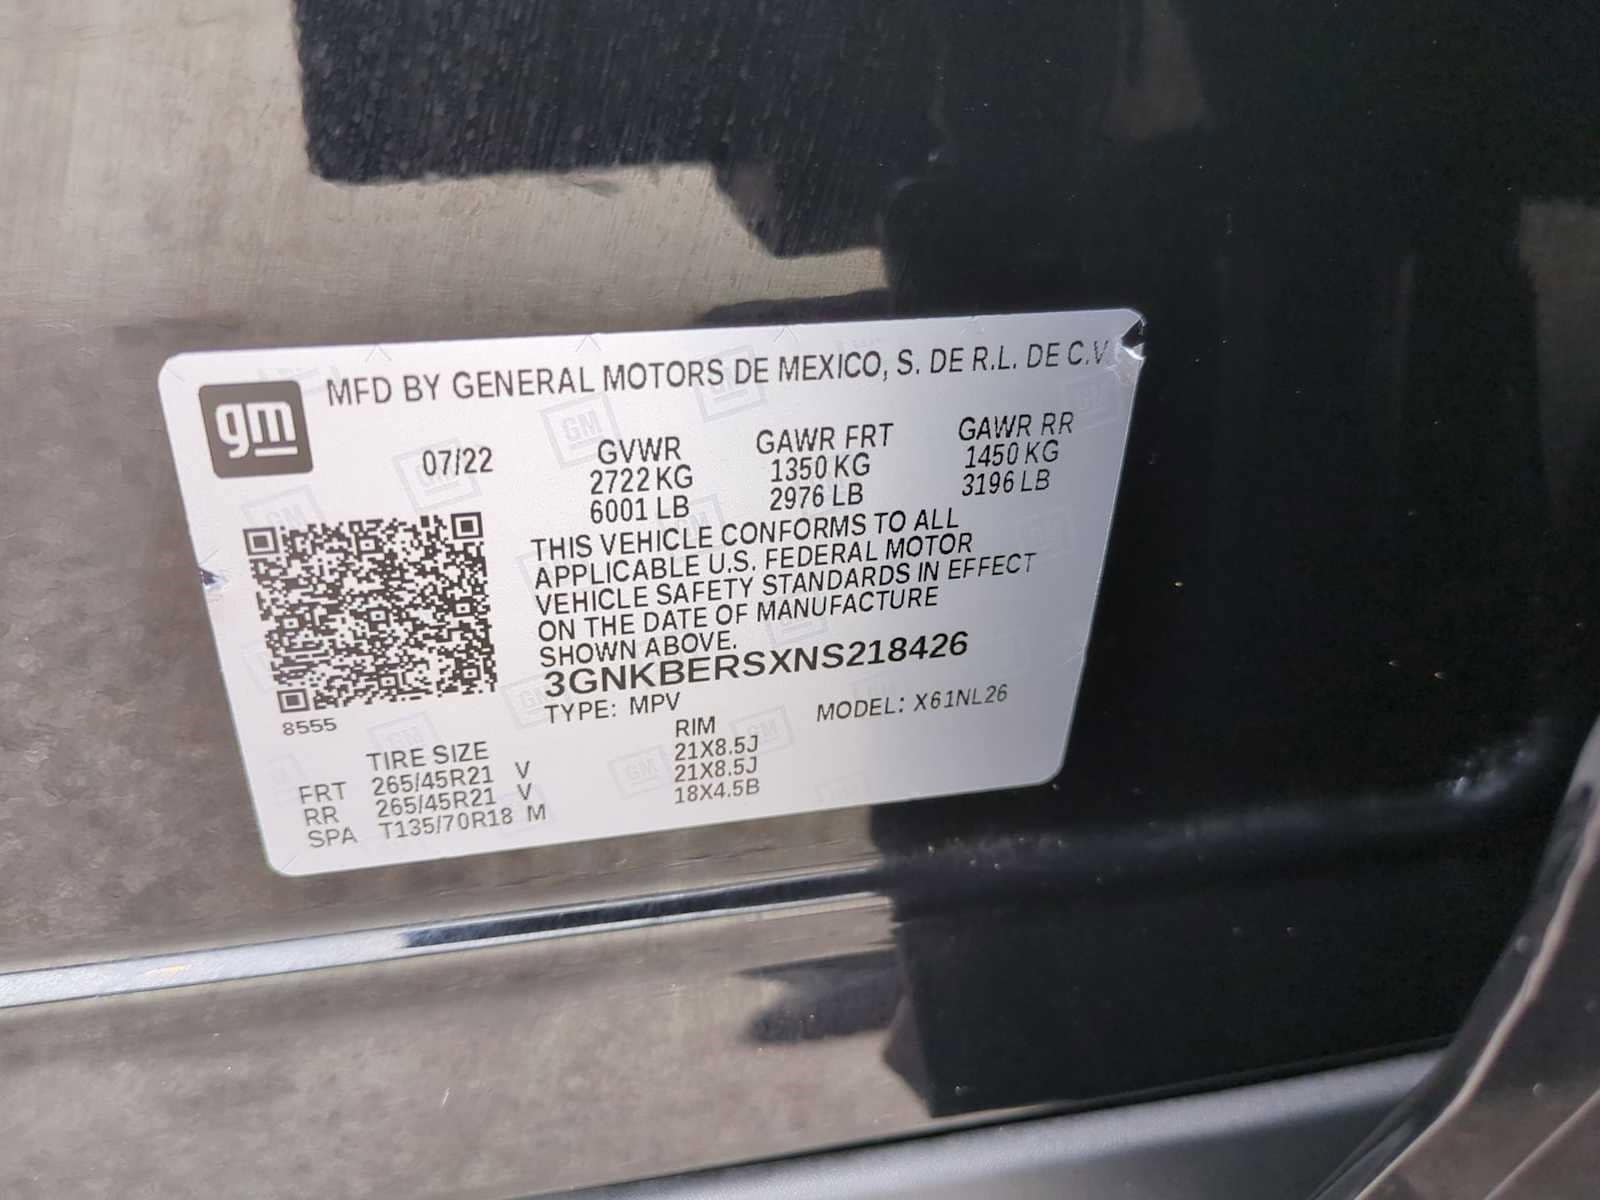 gm
MFD BY GENERAL MOTORS DE MEXICO, S. DE R.L. DE C.V
07/22 GVWR GAWR FRT GAWR RR
2722 KG 1350 KG 1450 KG
6001 LB 2976 LB 3196 LB
THIS VEHICLE CONFORMS TO ALL
APPLICABLE U.S. FEDERAL MOTOR
VEHICLE SAFETY STANDARDS IN EFFECT
ON THE DATE OF MANUFACTURE
SHOWN ABOVE.
3GNKBERSXNS218426
TYPE: MPV MODEL: X61NL26
8555
TIRE SIZE RIM
FRT 265/45R21 V 21X8.5J
RR 265/45R21 V 21X8.5J
SPA T135/70R18 M 18X4.5B